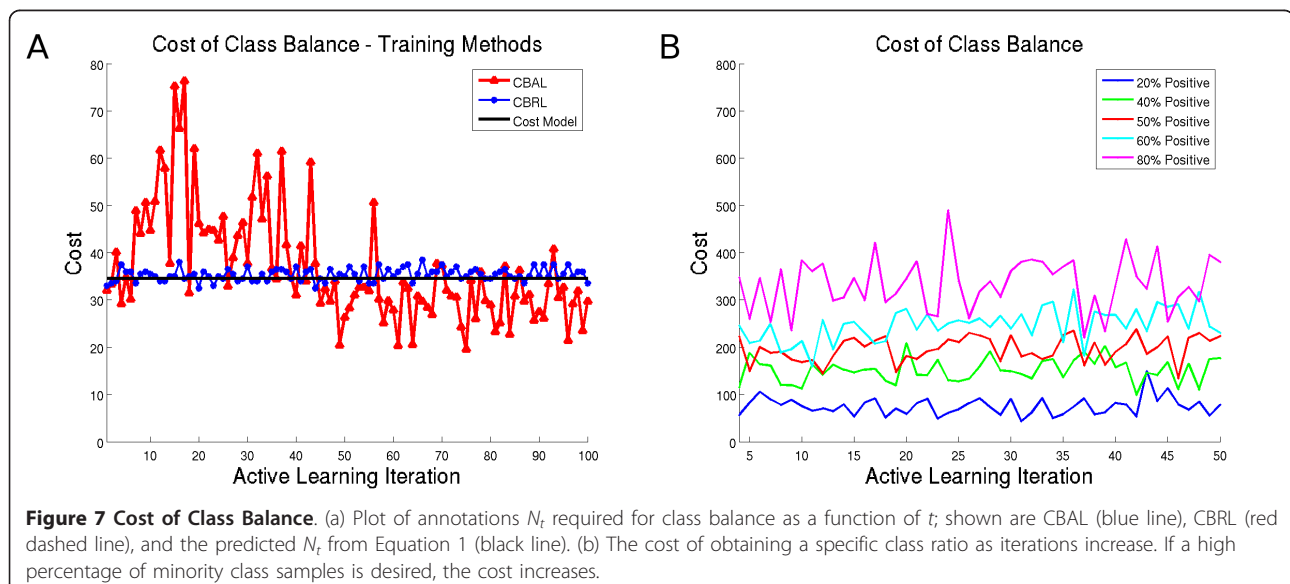 A
Cost of Class Balance - Training Methods
80
70
60
50
40
30
20
10
0
Cost
CBAL
CBRL
Cost Model
10 20 30 40 50 60 70 80 90 100
Active Learning Iteration
B
Cost of Class Balance
800
700
600
500
400
300
200
100
0
Cost
20% Positive
40% Positive
50% Positive
60% Positive
80% Positive
5 10 15 20 25 30 35 40 45 50
Active Learning Iteration
Figure 7 Cost of Class Balance. (a) Plot of annotations Nt required for class balance as a function of t; shown are CBAL (blue line), CBRL (red
dashed line), and the predicted Nt from Equation 1 (black line). (b) The cost of obtaining a specific class ratio as iterations increase. If a high
percentage of minority class samples is desired, the cost increases.